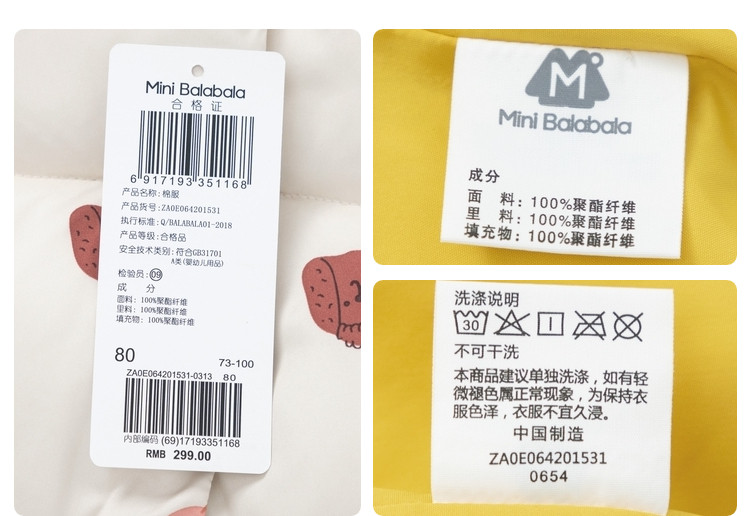 Mini Balabala
合格证
6 917193 351168
产品名称:棉服
产品货号:ZA0E064201531
执行标准:Q/BALABALA01-2018
产品等级:合格品
安全技术类别:符合GB31701
A类(婴幼儿用品)
检验员:09
成 分
面料:100%聚酯纤维
里料:100%聚酯纤维
填充物:100%聚酯纤维
80 73-100
ZA0E064201531-0313 80
内部编码 (69)17193351168
RMB 299.00
M
Mini Balabala
成分
面 料:100%聚酯纤维
里 料:100%聚酯纤维
填充物:100%聚酯纤维
洗涤说明
30
不可干洗
本商品建议单独洗涤,如有轻
微褪色属正常现象,为保持衣
服色泽,衣服不宜久浸。
中国制造
ZA0E064201531
0654